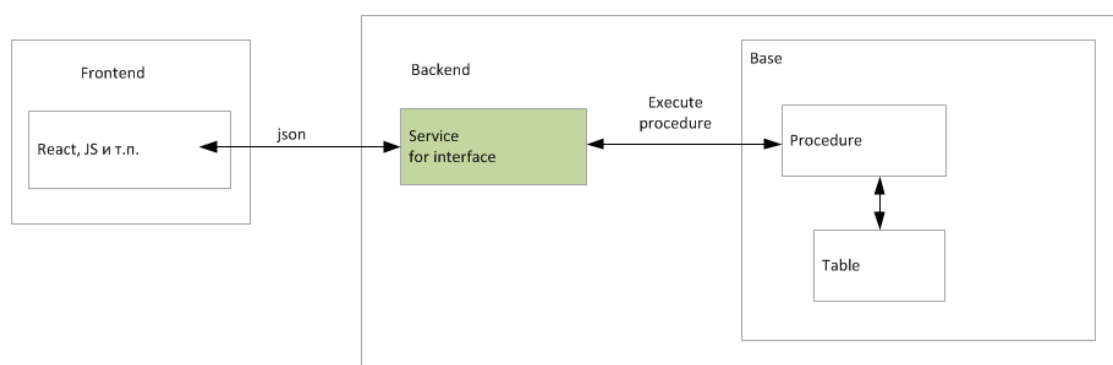 Frontend
React, JS и т.п.
json
Backend
Service
for interface
Execute
procedure
Base
Procedure
Table